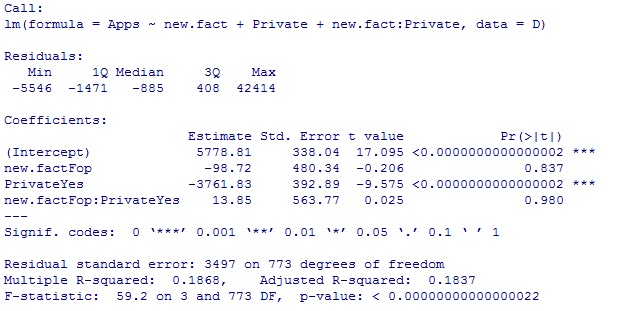 Call:
lm(formula = Apps ~ new.fact + Private + new.fact:Private, data = D)
Residuals:
Min 1Q Median 3Q Max
-5546 -1471 -885 408 42414
Coefficients:
Estimate Std. Error t value Pr(>|t|)
(Intercept) 5778.81 338.04 17.095 <0.0000000000000002 ***
new.factFop -98.72 480.34 -0.206 0.837
PrivateYes -3761.83 392.89 -9.575 <0.0000000000000002 ***
new.factFop:PrivateYes 13.85 563.77 0.025 0.980
---
Signif. codes: 0 ‘***’ 0.001 ‘**’ 0.01 ‘*’ 0.05 ‘.’ 0.1 ‘ ’ 1
Residual standard error: 3497 on 773 degrees of freedom
Multiple R-squared: 0.1868, Adjusted R-squared: 0.1837
F-statistic: 59.2 on 3 and 773 DF, p-value: < 0.00000000000000022